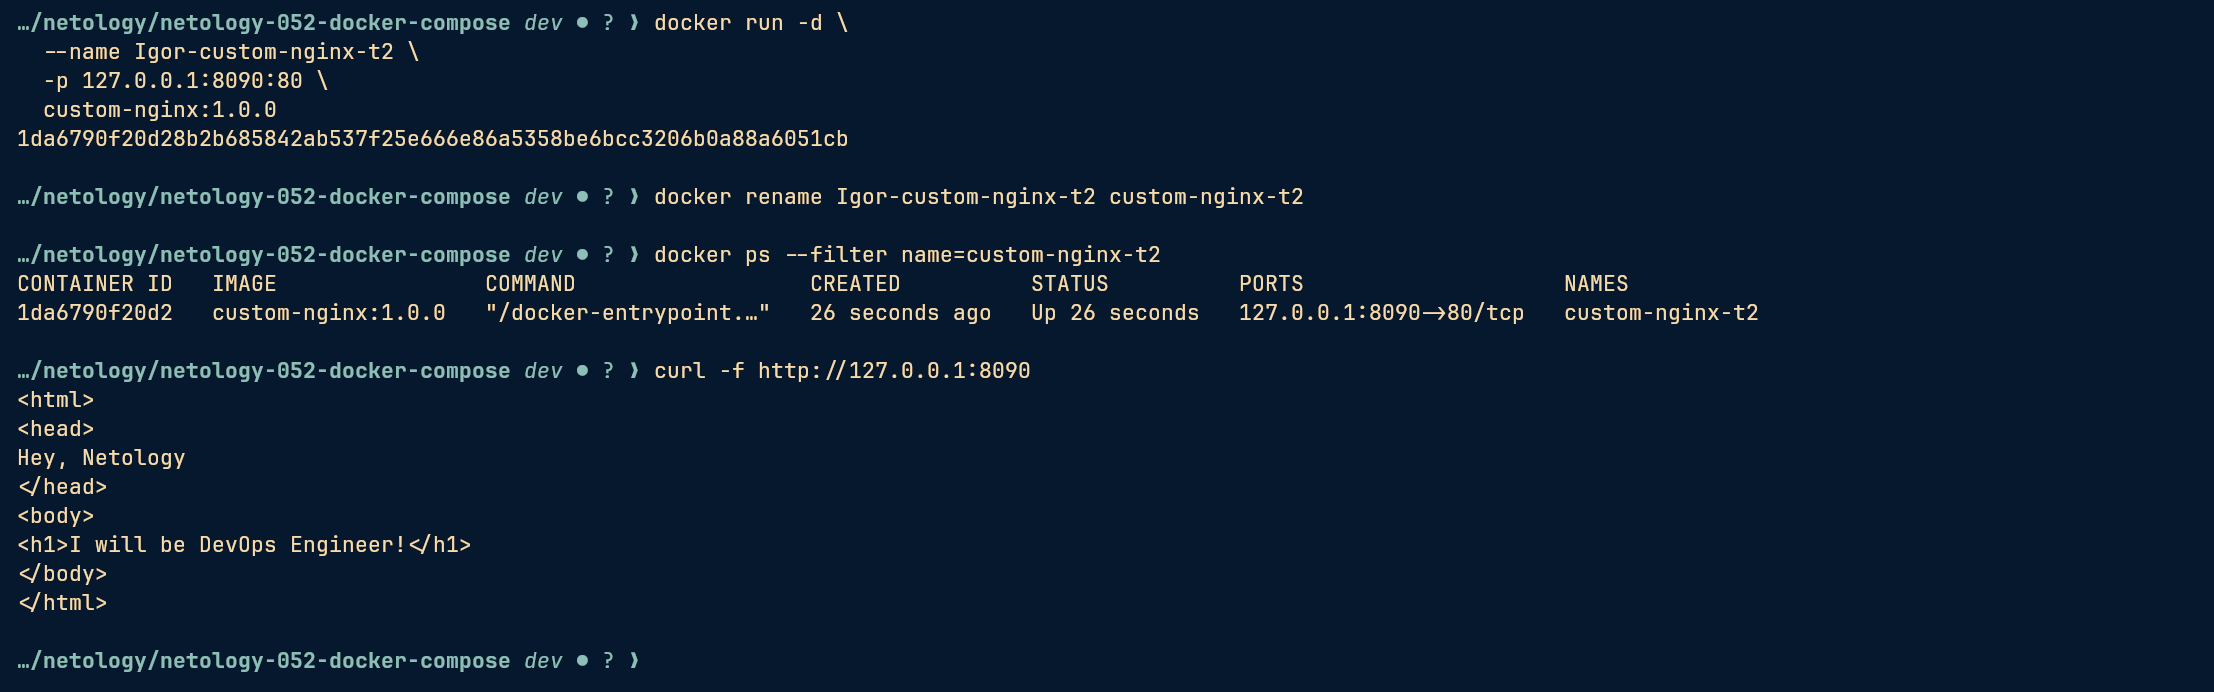 …/netology/netology-052-docker-compose dev ● ? ❯ docker run -d \
  --name Igor-custom-nginx-t2 \
  -p 127.0.0.1:8090:80 \
  custom-nginx:1.0.0
1da6790f20d28b2b685842ab537f25e666e86a5358be6bcc3206b0a88a6051cb
…/netology/netology-052-docker-compose dev ● ? ❯ docker rename Igor-custom-nginx-t2 custom-nginx-t2
…/netology/netology-052-docker-compose dev ● ? ❯ docker ps --filter name=custom-nginx-t2
CONTAINER ID   IMAGE                COMMAND                  CREATED          STATUS          PORTS                    NAMES
1da6790f20d2   custom-nginx:1.0.0   "/docker-entrypoint.…"   26 seconds ago   Up 26 seconds   127.0.0.1:8090->80/tcp   custom-nginx-t2
…/netology/netology-052-docker-compose dev ● ? ❯ curl -f http://127.0.0.1:8090
<html>
<head>
Hey, Netology
</head>
<body>
<h1>I will be DevOps Engineer!</h1>
</body>
</html>
…/netology/netology-052-docker-compose dev ● ? ❯